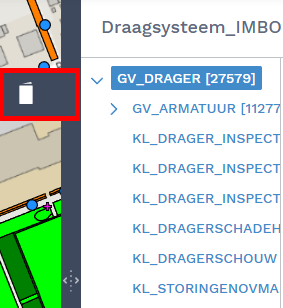 Draagsysteem_IMBO
GV_DRAGER [27579]
GV_ARMATUUR [11277
KL_DRAGER_INSPECT
KL_DRAGER_INSPECT
KL_DRAGER_INSPECT
KL_DRAGERSCHADEH
KL_DRAGERSCHOUW
KL_STORINGENOVMA